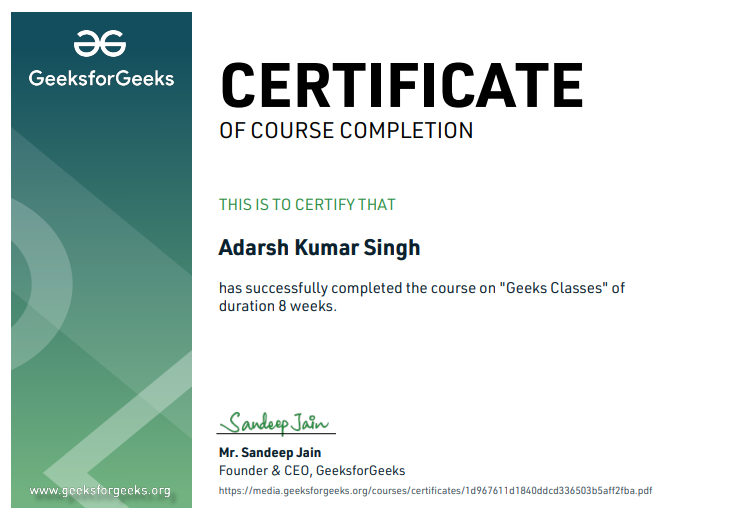 GeeksforGeeks
CERTIFICATE
OF COURSE COMPLETION
THIS IS TO CERTIFY THAT
Adarsh Kumar Singh
has successfully completed the course on "Geeks Classes" of
duration 8 weeks.
Sandeep Jain
Mr. Sandeep Jain
Founder & CEO, GeeksforGeeks
https://media.geeksforgeeks.org/courses/certificates/1d967611d1840ddcd336503b5aff2fba.pdf
www.geeksforgeeks.org